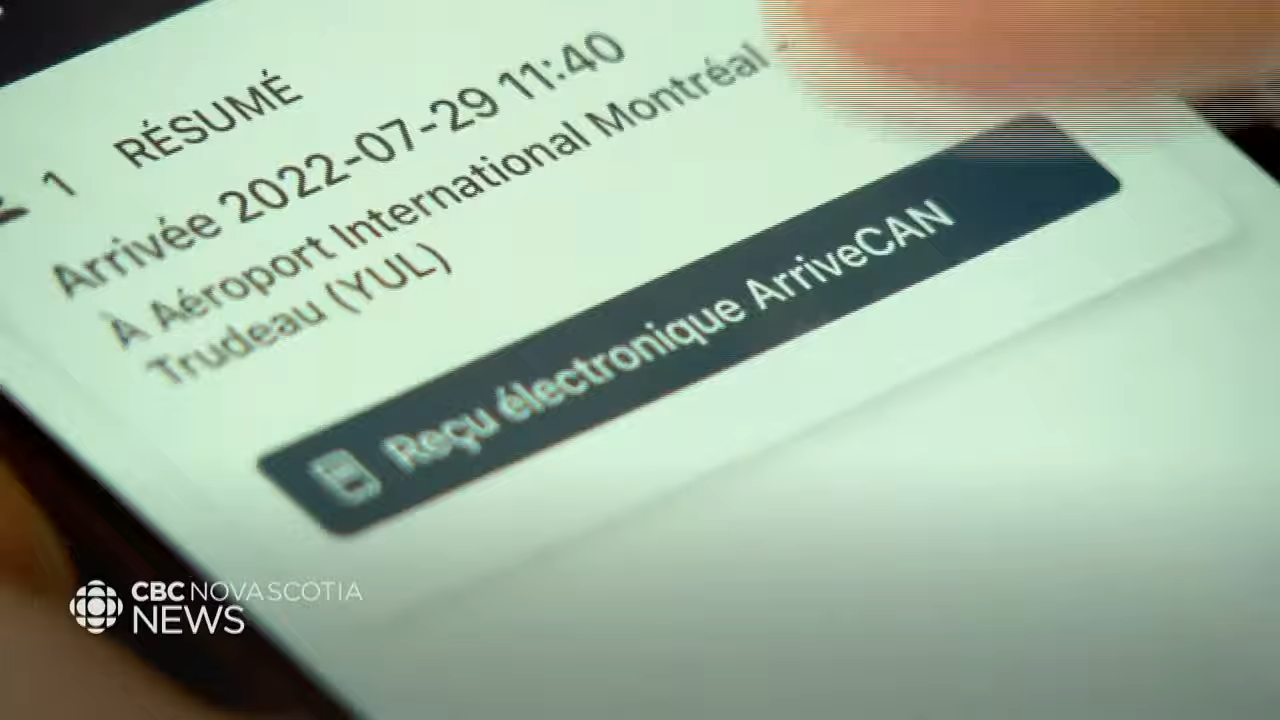 1 RÉSUMÉ
Arrivée 2022-07-29 11:40
À Aéroport International Montréal -
Trudeau (YUL)
Reçu électronique ArriveCAN
CBC NOVA SCOTIA
NEWS